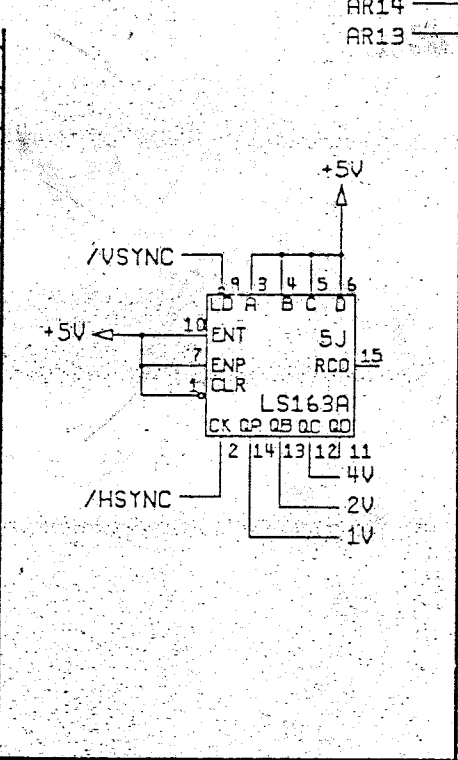 AR14
AR13
+5V
/VSYNC
9 3 4 5 6
LD A B C D
+5V
10 ENT 5J
7 ENP RCO 15
1 CLR
LS163A
CK QA QB QC QD
2 14 13 12 11
4V
/HSYNC
2V
1V